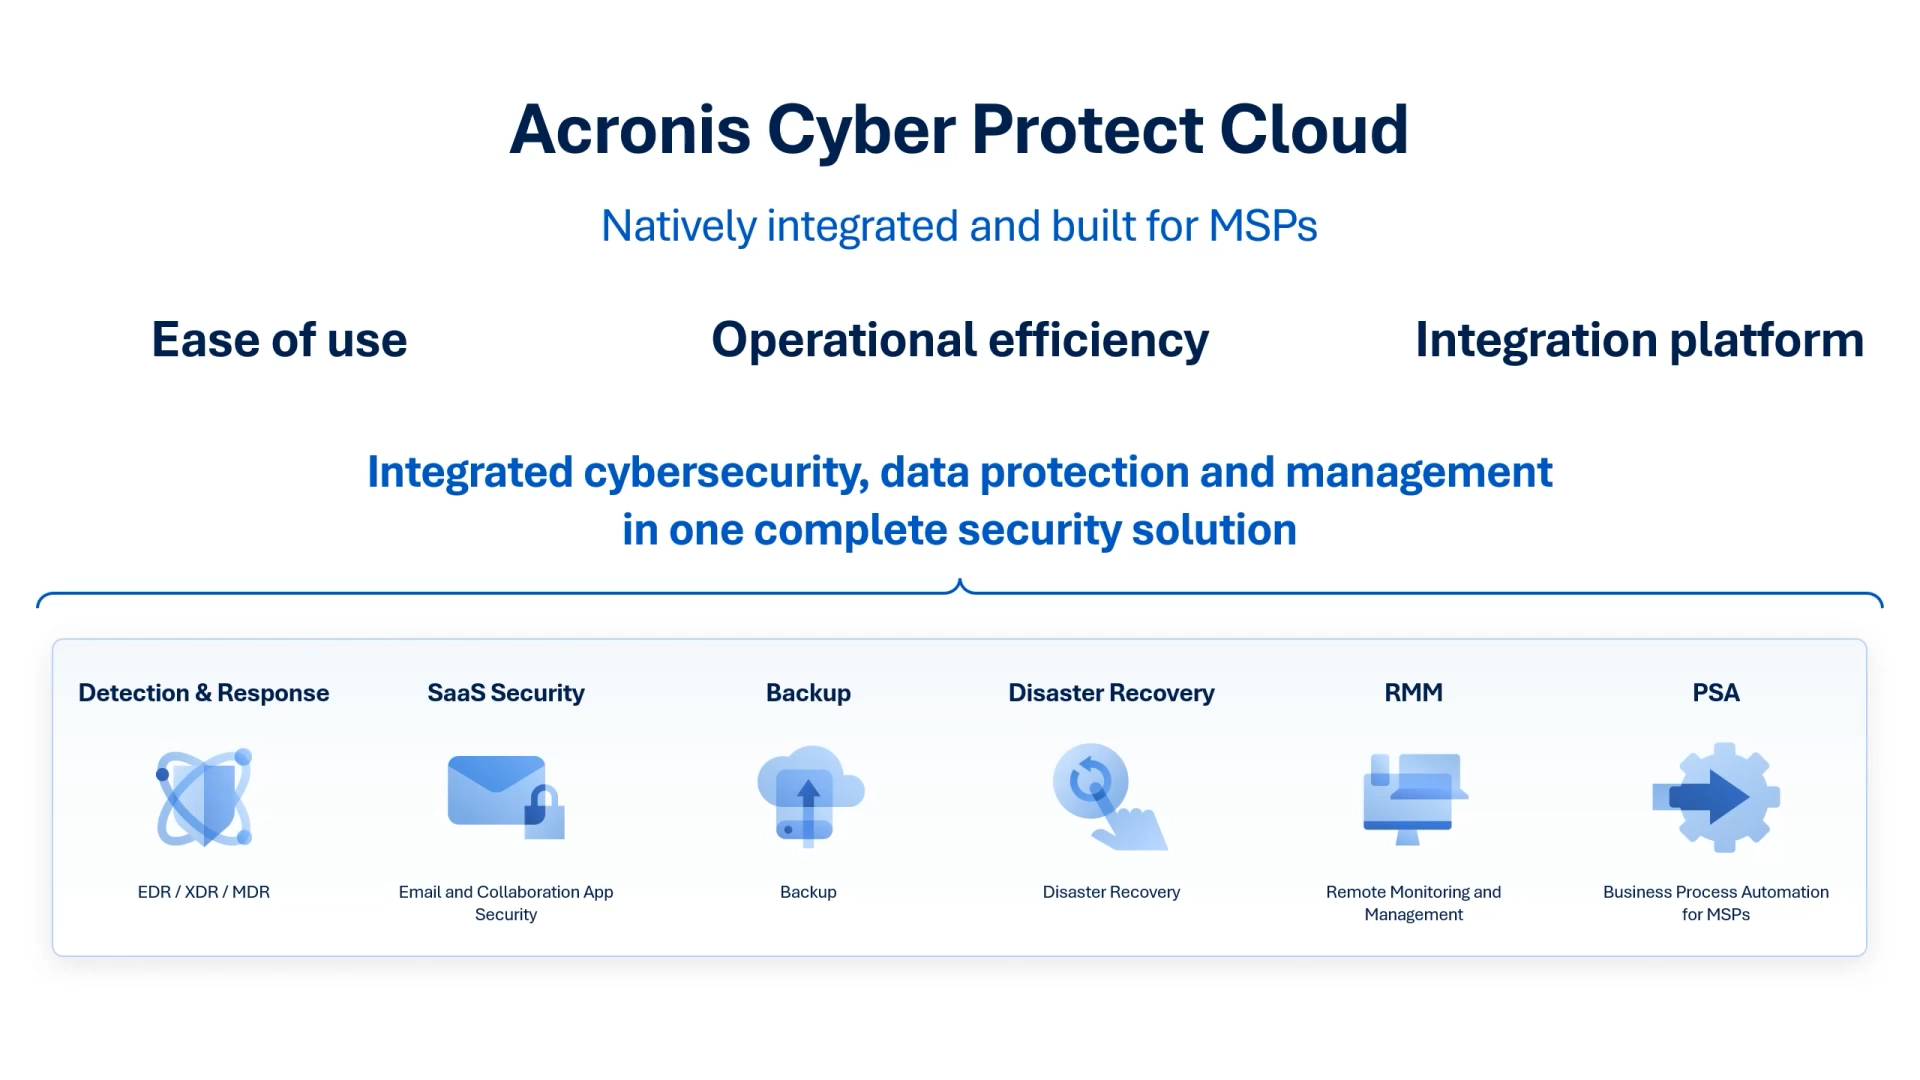 Acronis Cyber Protect Cloud
Natively integrated and built for MSPs
Ease of use
Operational efficiency
Integration platform
Integrated cybersecurity, data protection and management
in one complete security solution
Detection & Response
SaaS Security
Backup
Disaster Recovery
RMM
PSA
EDR / XDR / MDR
Email and Collaboration App
Security
Backup
Disaster Recovery
Remote Monitoring and
Management
Business Process Automation
for MSPs